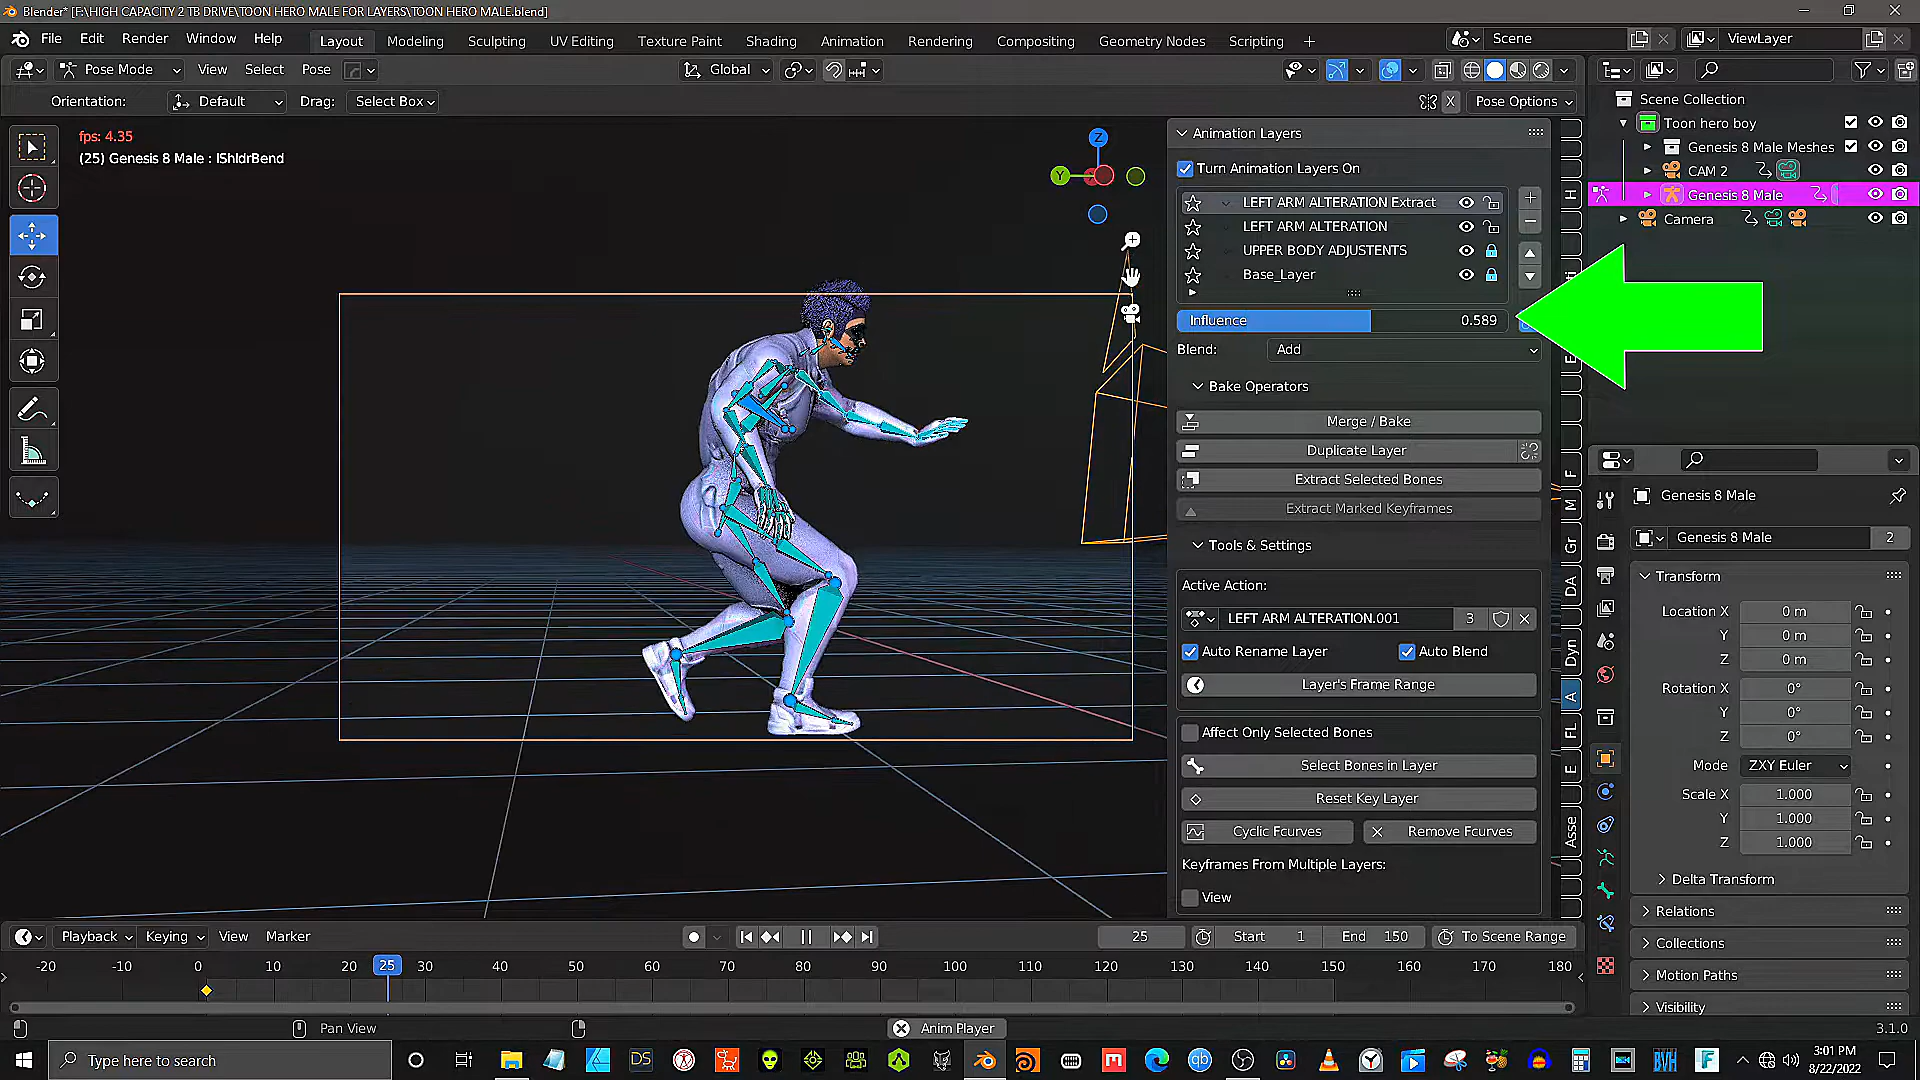 Blender* [F:\HIGH CAPACITY 2 TB DRIVE\TOON HERO MALE FOR LAYERS\TOON HERO MALE.blend]
File Edit Render Window Help
Layout Modeling Sculpting UV Editing Texture Paint Shading Animation Rendering Compositing Geometry Nodes Scripting +
Scene
ViewLayer
Pose Mode View Select Pose
Global
Orientation: Default Drag: Select Box
X Pose Options
fps: 4.35
(25) Genesis 8 Male : lShldrBend
Z
Y
Animation Layers
Turn Animation Layers On
LEFT ARM ALTERATION Extract
LEFT ARM ALTERATION
UPPER BODY ADJUSTENTS
Base_Layer
Influence 0.589
Blend: Add
Bake Operators
Merge / Bake
Duplicate Layer
Extract Selected Bones
Extract Marked Keyframes
Tools & Settings
Active Action:
LEFT ARM ALTERATION.001 3
Auto Rename Layer Auto Blend
Layer's Frame Range
Affect Only Selected Bones
Select Bones in Layer
Reset Key Layer
Cyclic Fcurves Remove Fcurves
Keyframes From Multiple Layers:
View
H
E
F
M
Gr
DA
Dyn
A
FL
E
Asse
Scene Collection
Toon hero boy
Genesis 8 Male Meshes
CAM 2
Genesis 8 Male
Camera
Genesis 8 Male
Genesis 8 Male 2
Transform
Location X 0 m
Y 0 m
Z 0 m
Rotation X 0°
Y 0°
Z 0°
Mode ZXY Euler
Scale X 1.000
Y 1.000
Z 1.000
Delta Transform
Relations
Collections
Motion Paths
Visibility
Playback Keying View Marker
25 Start 1 End 150 To Scene Range
-20 -10 0 10 20 25 30 40 50 60 70 80 90 100 110 120 130 140 150 160 170 180
Pan View
Anim Player
3.1.0
Type here to search
DS
M
qb
BVH
F
3:01 PM
8/22/2022